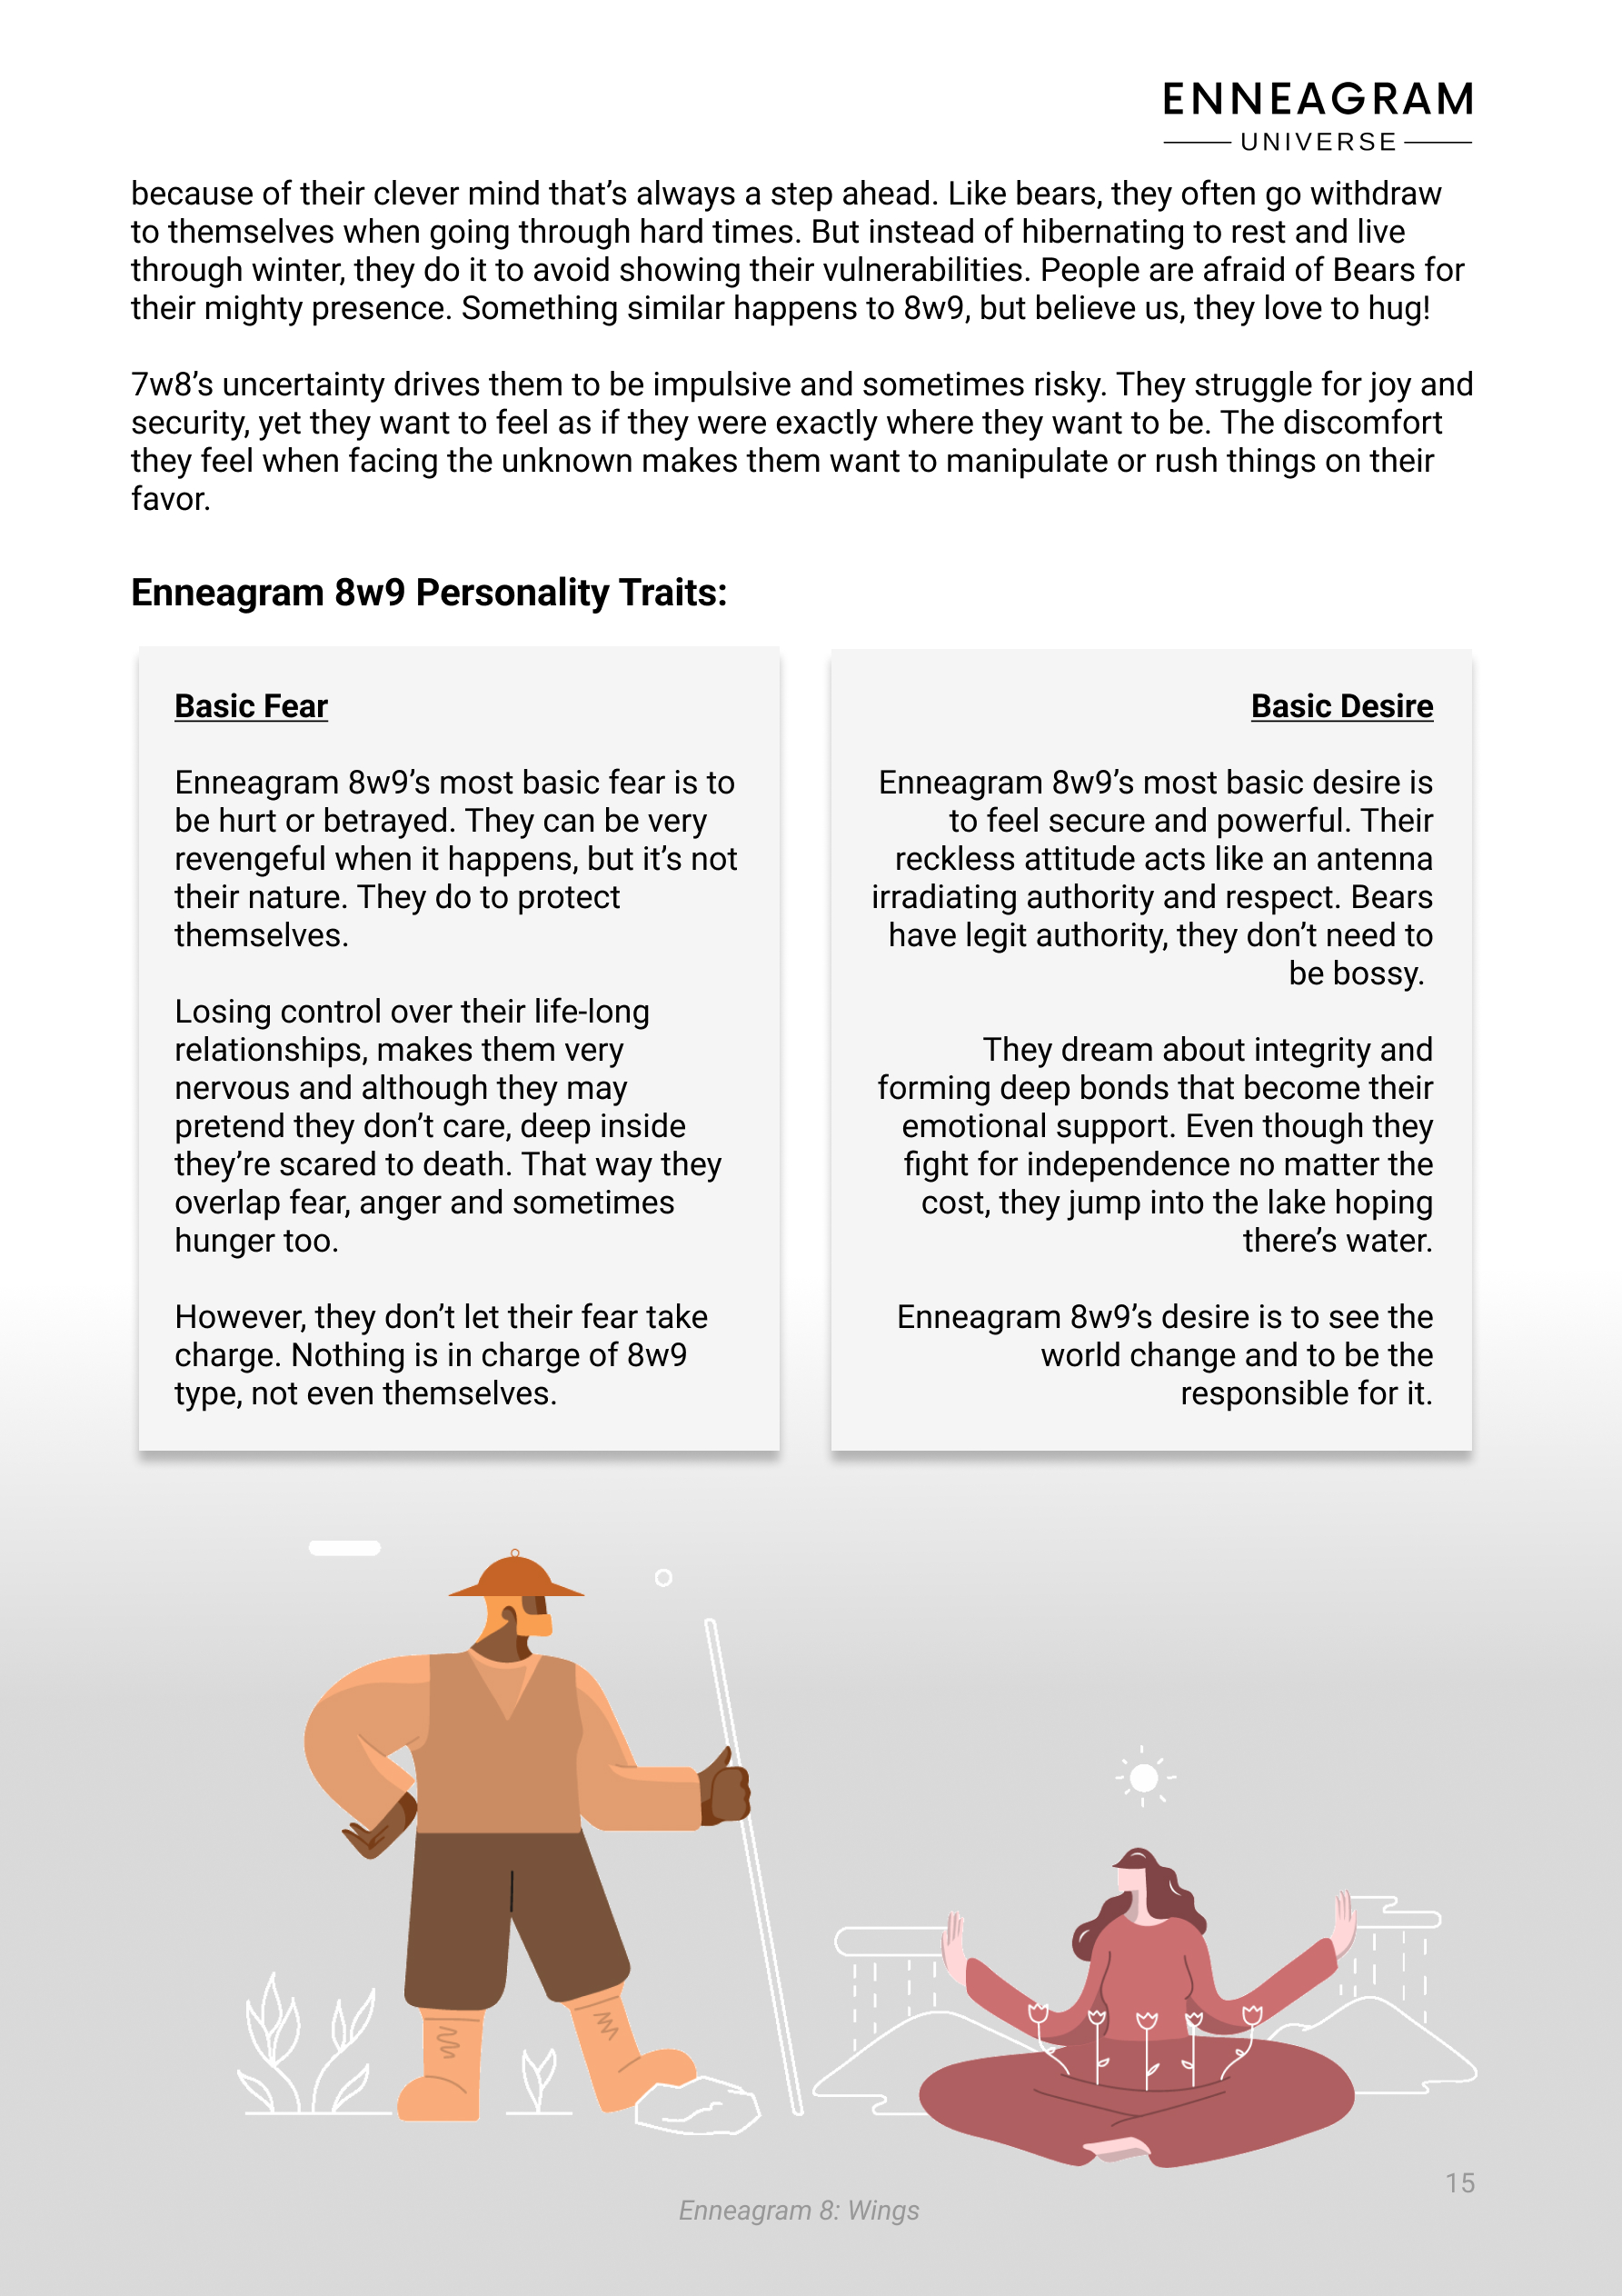 ENNEAGRAM
UNIVERSE
because of their clever mind that’s always a step ahead. Like bears, they often go withdraw
to themselves when going through hard times. But instead of hibernating to rest and live
through winter, they do it to avoid showing their vulnerabilities. People are afraid of Bears for
their mighty presence. Something similar happens to 8w9, but believe us, they love to hug!
7w8’s uncertainty drives them to be impulsive and sometimes risky. They struggle for joy and
security, yet they want to feel as if they were exactly where they want to be. The discomfort
they feel when facing the unknown makes them want to manipulate or rush things on their
favor.
Enneagram 8w9 Personality Traits:
Basic Fear
Enneagram 8w9’s most basic fear is to
be hurt or betrayed. They can be very
revengeful when it happens, but it’s not
their nature. They do to protect
themselves.
Losing control over their life-long
relationships, makes them very
nervous and although they may
pretend they don’t care, deep inside
they’re scared to death. That way they
overlap fear, anger and sometimes
hunger too.
However, they don’t let their fear take
charge. Nothing is in charge of 8w9
type, not even themselves.
Basic Desire
Enneagram 8w9’s most basic desire is
to feel secure and powerful. Their
reckless attitude acts like an antenna
irradiating authority and respect. Bears
have legit authority, they don’t need to
be bossy.
They dream about integrity and
forming deep bonds that become their
emotional support. Even though they
fight for independence no matter the
cost, they jump into the lake hoping
there’s water.
Enneagram 8w9’s desire is to see the
world change and to be the
responsible for it.
15
Enneagram 8: Wings